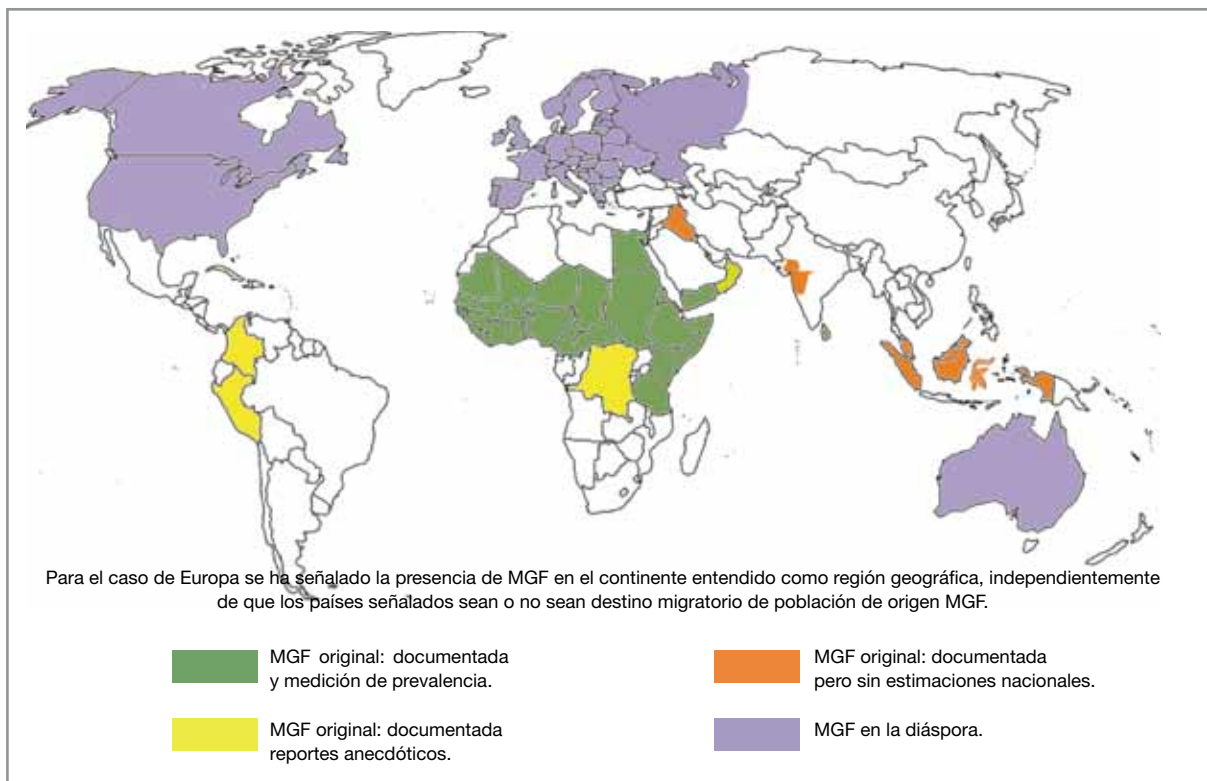 Para el caso de Europa se ha señalado la presencia de MGF en el continente entendido como región geográfica, independientemente
de que los países señalados sean o no sean destino migratorio de población de origen MGF.
MGF original: documentada
y medición de prevalencia.
MGF original: documentada
pero sin estimaciones nacionales.
MGF original: documentada
reportes anecdóticos.
MGF en la diáspora.